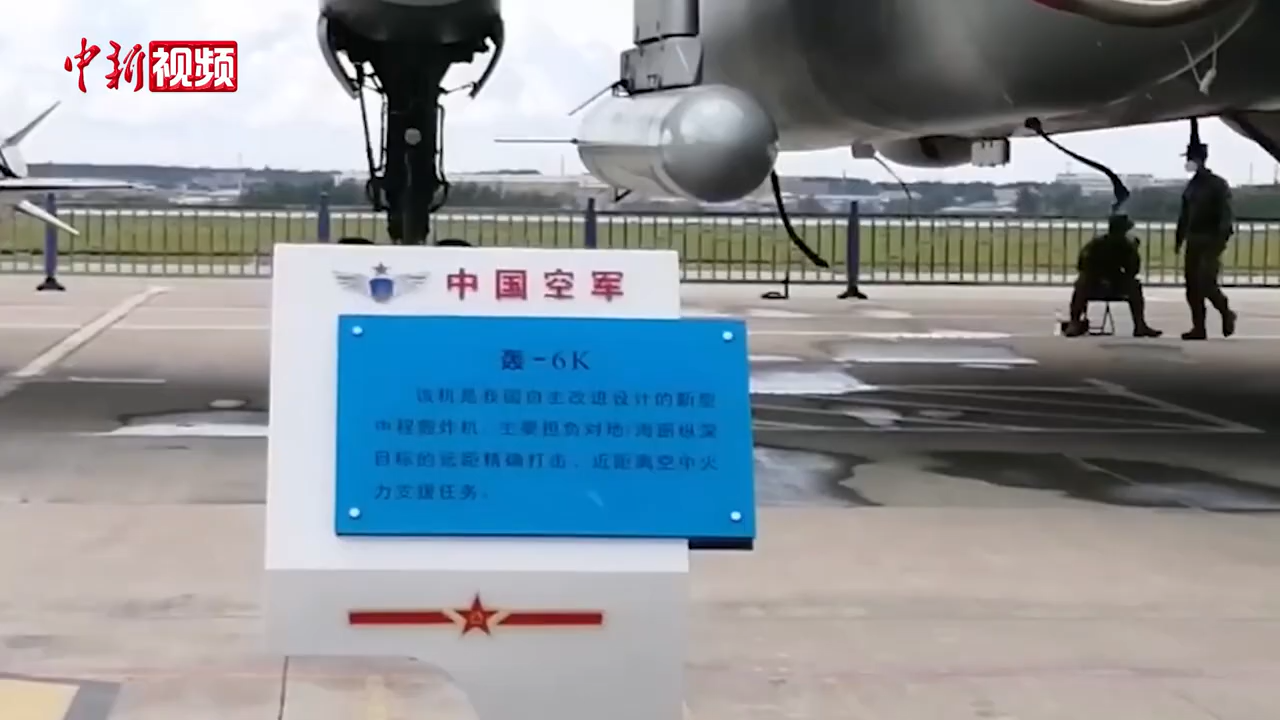 中新视频
中国空军
轰-6K
该机是我国自主改进设计的新型
中程轰炸机，主要担负对地/海面纵深
目标的远距精确打击、近距离空中火
力支援任务。